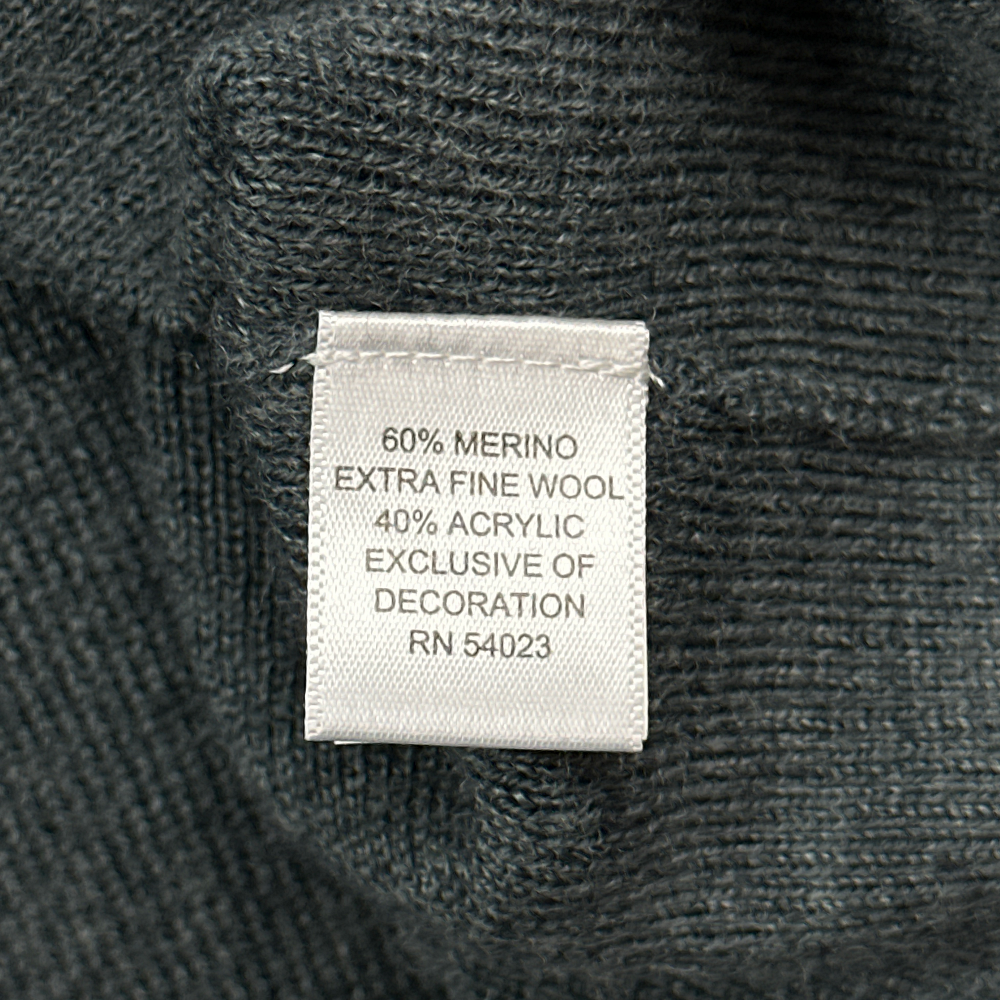 60% MERINO
EXTRA FINE WOOL
40% ACRYLIC
EXCLUSIVE OF
DECORATION
RN 54023